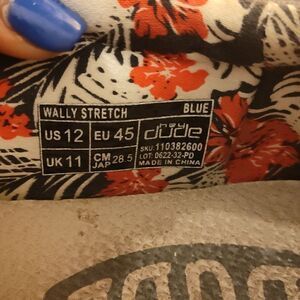 WALLY STRETCH BLUE
US 12 EU 45 hey dude
UK 11 CM JAP 28.5 SKU: 110382600
LOT: 0622-32-PD
MADE IN CHINA